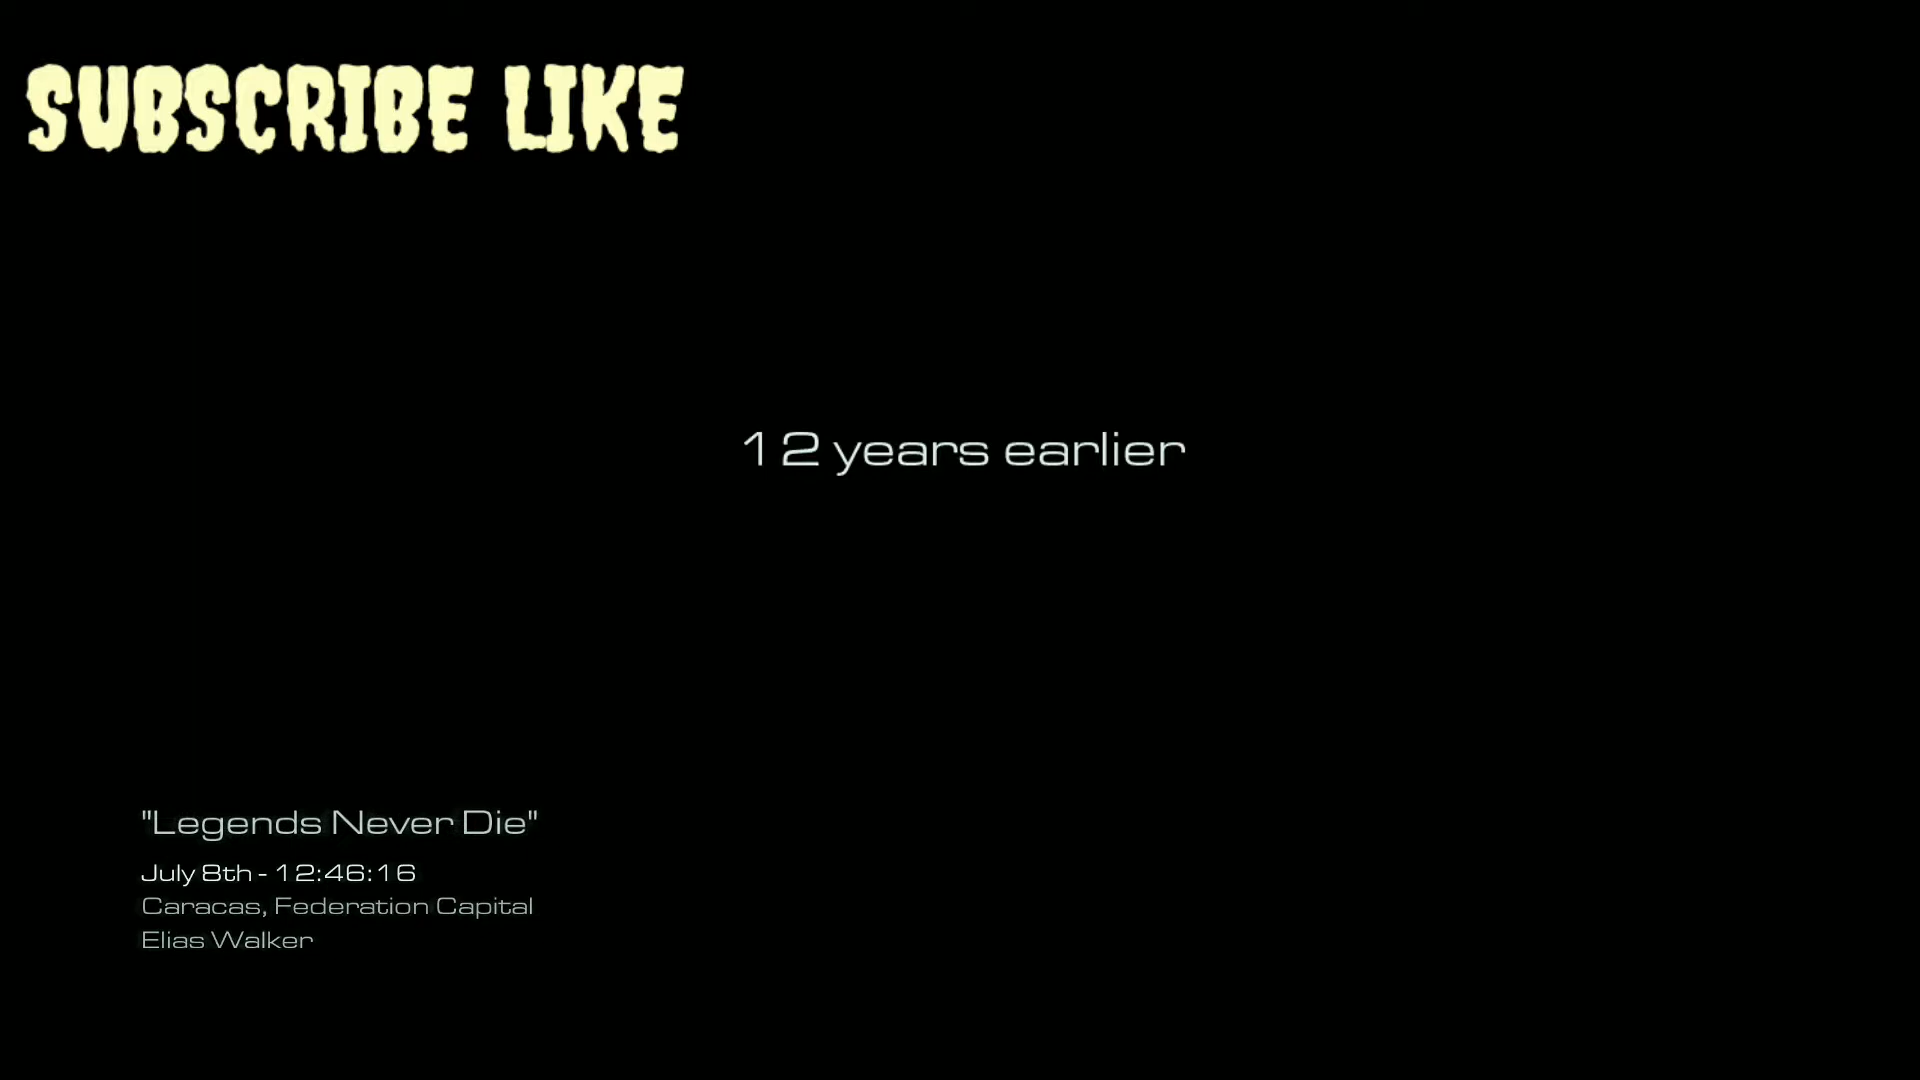 SUBSCRIBE LIKE
12 years earlier
"Legends Never Die"
July 8th - 12:46:16
Caracas, Federation Capital
Elias Walker